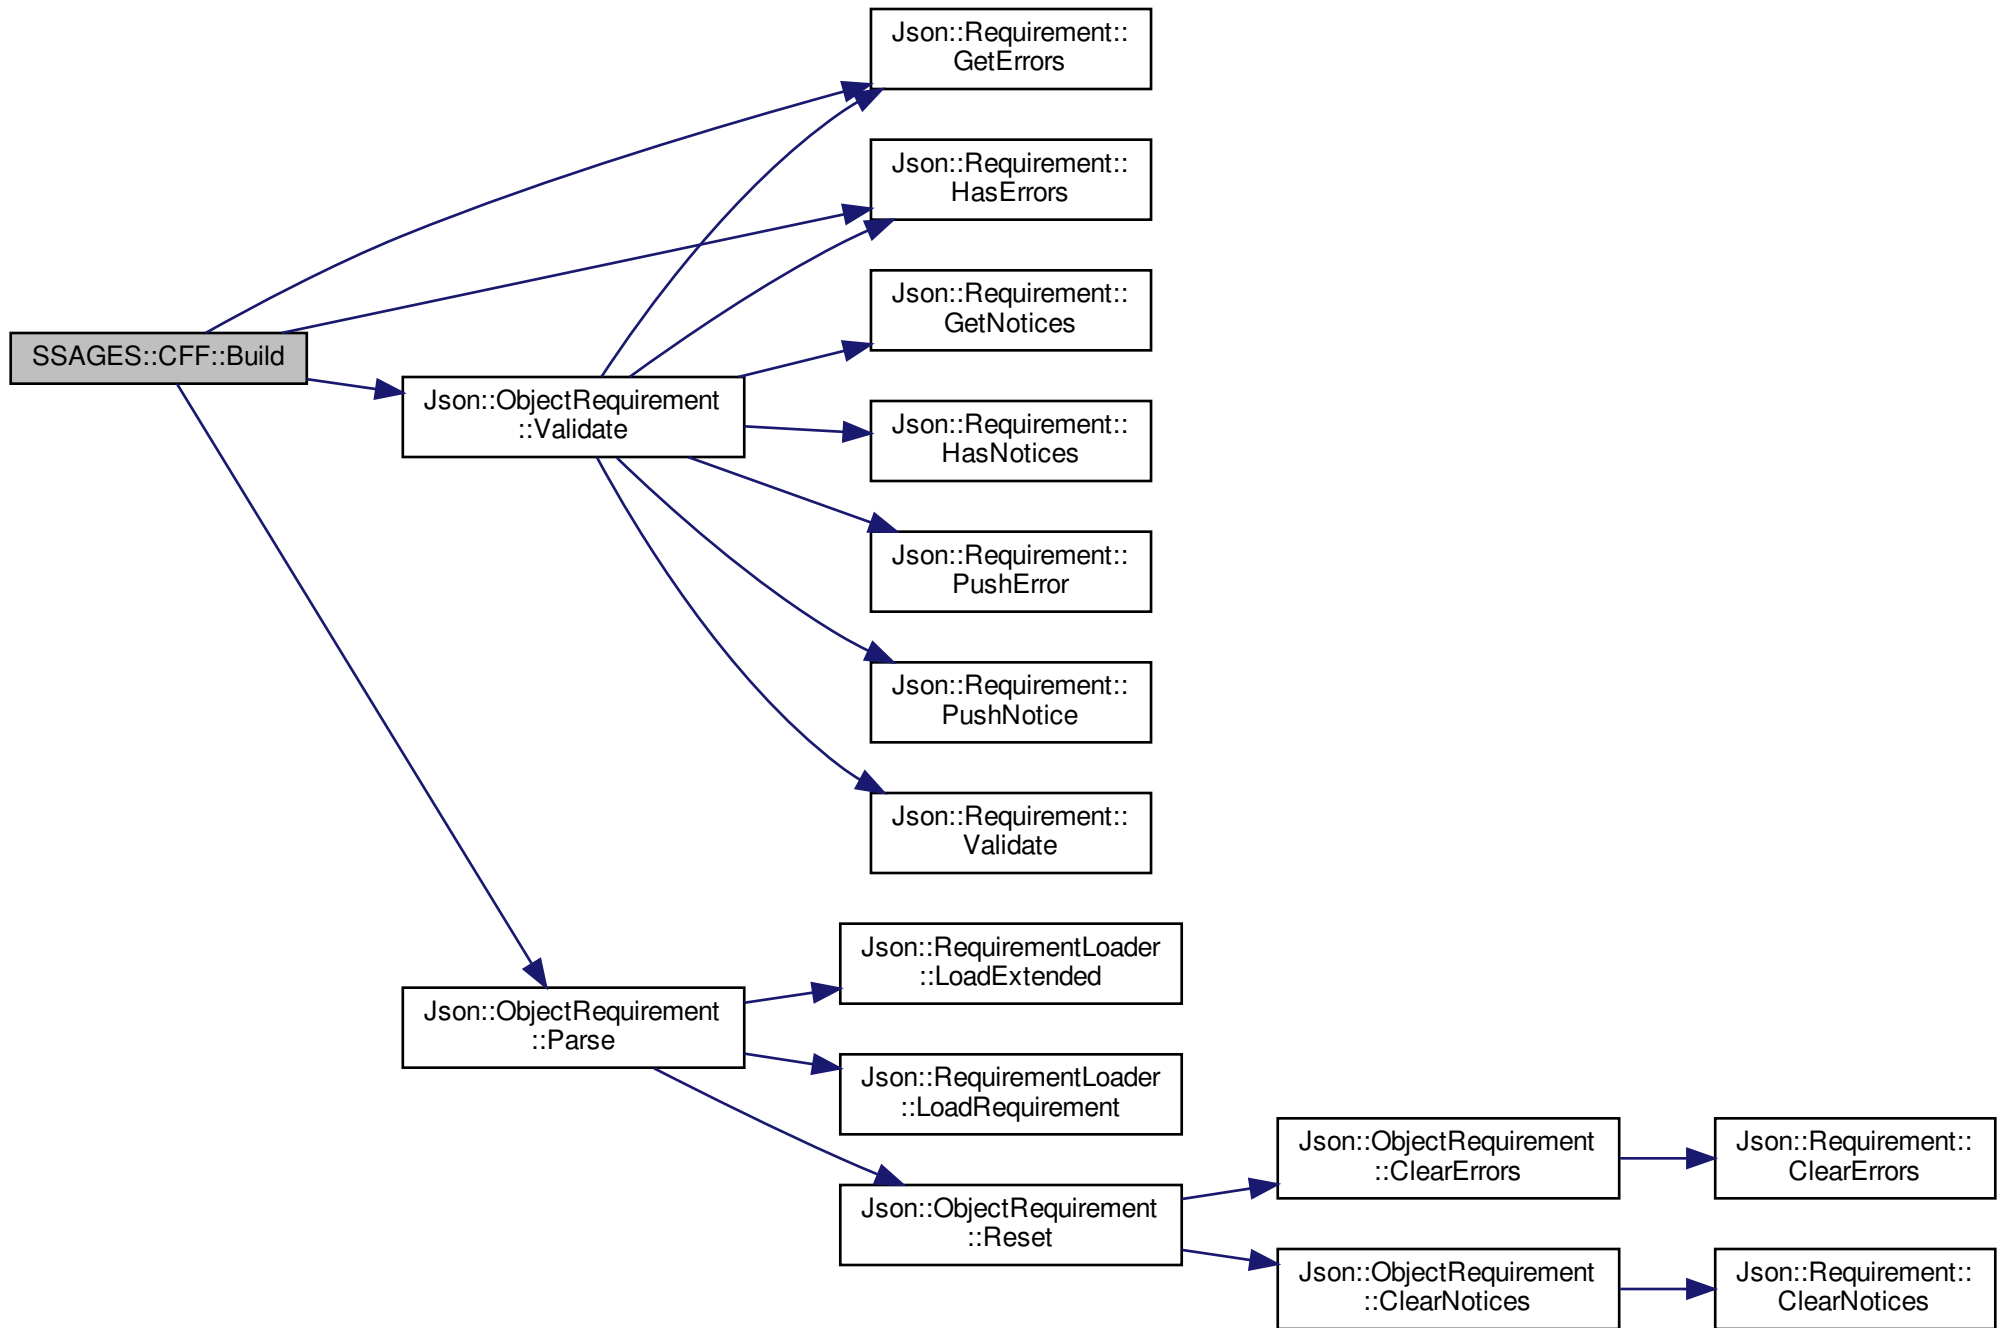 Json::Requirement::
GetErrors
Json::Requirement::
HasErrors
Json::Requirement::
GetNotices
SSAGES::CFF::Build
Json::ObjectRequirement
::Validate
Json::Requirement::
HasNotices
Json::Requirement::
PushError
Json::Requirement::
PushNotice
Json::Requirement::
Validate
Json::RequirementLoader
::LoadExtended
Json::ObjectRequirement
::Parse
Json::RequirementLoader
::LoadRequirement
Json::ObjectRequirement
::Reset
Json::ObjectRequirement
::ClearErrors
Json::Requirement::
ClearErrors
Json::ObjectRequirement
::ClearNotices
Json::Requirement::
ClearNotices